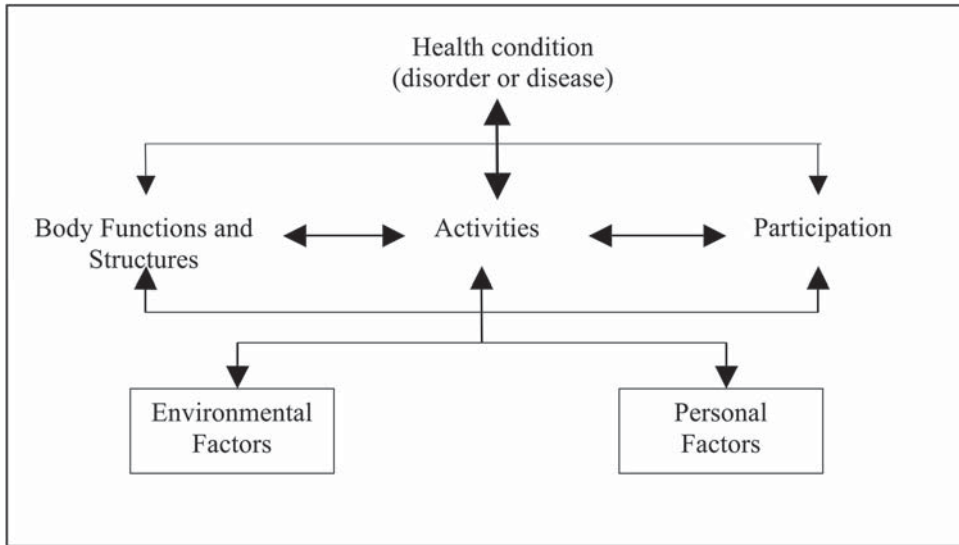 Health condition
(disorder or disease)
Body Functions and
Structures
Activities
Participation
Environmental
Factors
Personal
Factors